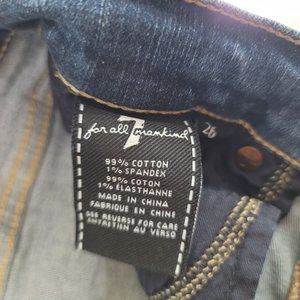 7
for all mankind
26
99% COTTON
1% SPANDEX
99% COTON
1% ÉLASTHANNE
MADE IN CHINA
FABRIQUE EN CHINE
SEE REVERSE FOR CARE
ENTRETIEN AU VERSO